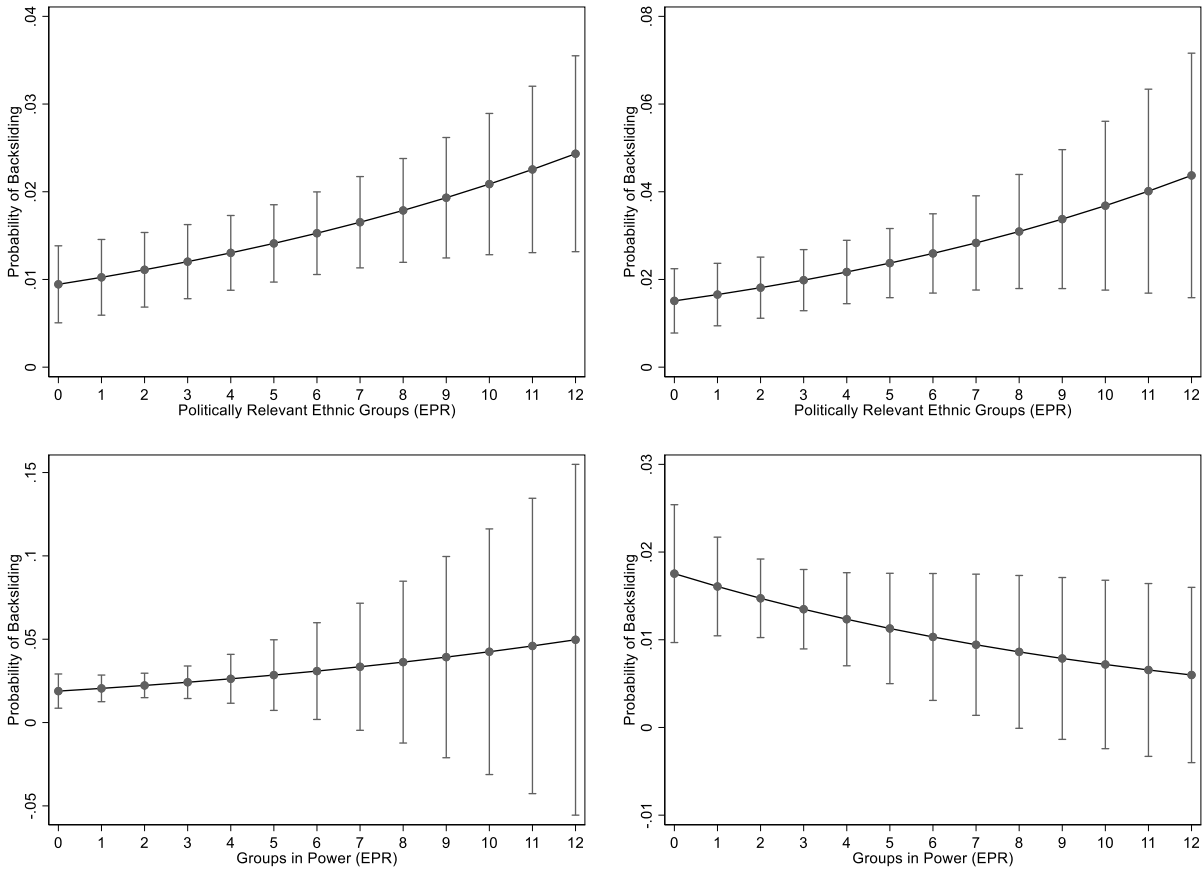 Probability of Backsliding
.04
.03
.02
.01
0
0 1 2 3 4 5 6 7 8 9 10 11 12
Politically Relevant Ethnic Groups (EPR)
Probability of Backsliding
.08
.06
.04
.02
0
0 1 2 3 4 5 6 7 8 9 10 11 12
Politically Relevant Ethnic Groups (EPR)
Probability of Backsliding
.15
.1
.05
0
-.05
0 1 2 3 4 5 6 7 8 9 10 11 12
Groups in Power (EPR)
Probability of Backsliding
.03
.02
.01
0
-.01
0 1 2 3 4 5 6 7 8 9 10 11 12
Groups in Power (EPR)